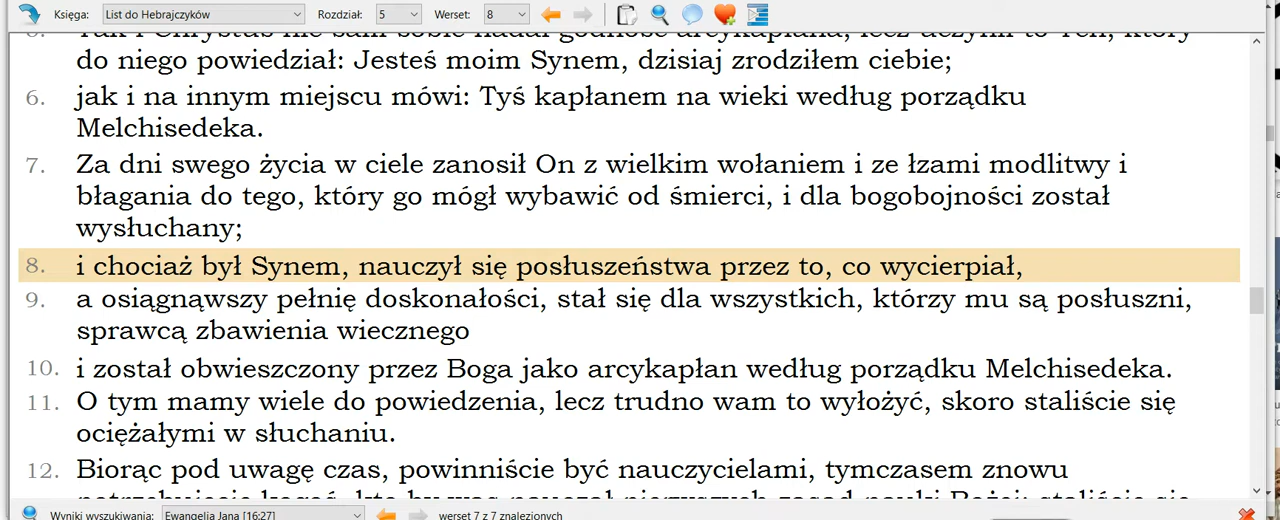 Księga: List do Hebrajczyków Rozdział: 5 Werset: 8
do niego powiedział: Jesteś moim Synem, dzisiaj zrodziłem ciebie;
6. jak i na innym miejscu mówi: Tyś kapłanem na wieki według porządku
Melchisedeka.
7. Za dni swego życia w ciele zanosił On z wielkim wołaniem i ze łzami modlitwy i
błagania do tego, który go mógł wybawić od śmierci, i dla bogobojności został
wysłuchany;
8. i chociaż był Synem, nauczył się posłuszeństwa przez to, co wycierpiał,
9. a osiągnąwszy pełnię doskonałości, stał się dla wszystkich, którzy mu są posłuszni,
sprawcą zbawienia wiecznego
10. i został obwieszczony przez Boga jako arcykapłan według porządku Melchisedeka.
11. O tym mamy wiele do powiedzenia, lecz trudno wam to wyłożyć, skoro staliście się
ociężałymi w słuchaniu.
12. Biorąc pod uwagę czas, powinniście być nauczycielami, tymczasem znowu
Wyniki wyszukiwania: Ewangelia Jana [16:27] werset 7 z 7 znalezionych